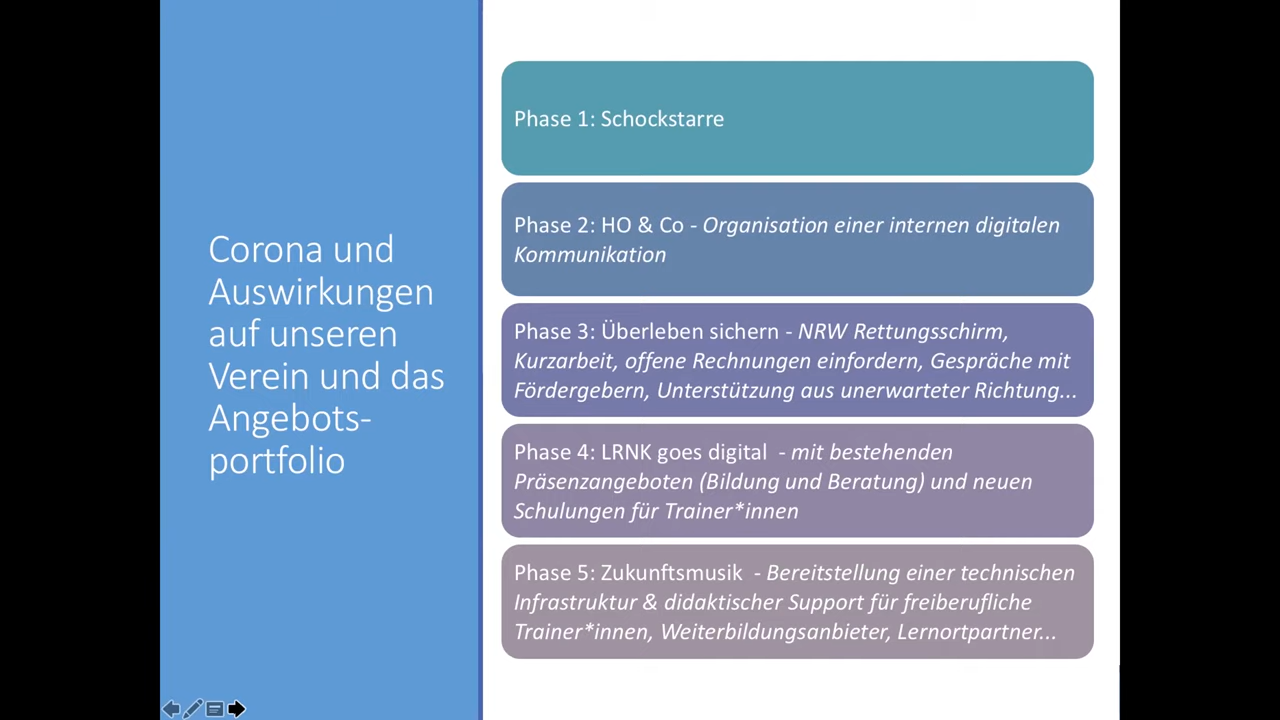 Corona und
Auswirkungen
auf unseren
Verein und das
Angebots-
portfolio
Phase 1: Schockstarre
Phase 2: HO & Co - Organisation einer internen digitalen
Kommunikation
Phase 3: Überleben sichern - NRW Rettungsschirm,
Kurzarbeit, offene Rechnungen einfordern, Gespräche mit
Fördergebern, Unterstützung aus unerwarteter Richtung...
Phase 4: LRNK goes digital - mit bestehenden
Präsenzangeboten (Bildung und Beratung) und neuen
Schulungen für Trainer*innen
Phase 5: Zukunftsmusik - Bereitstellung einer technischen
Infrastruktur & didaktischer Support für freiberufliche
Trainer*innen, Weiterbildungsanbieter, Lernortpartner...